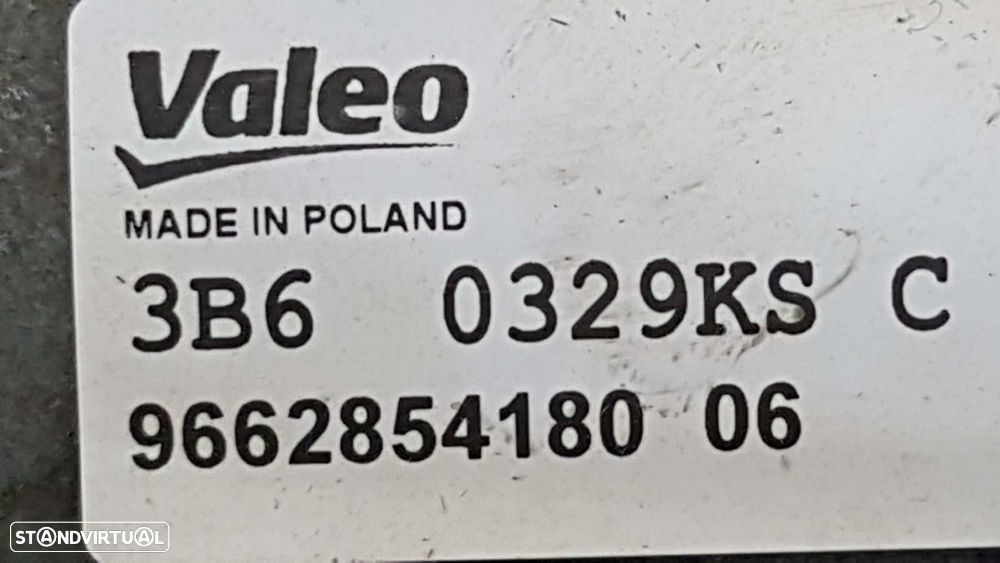 Valeo
MADE IN POLAND
3B6 0329KS C
9662854180 06
STANDVIRTUAL